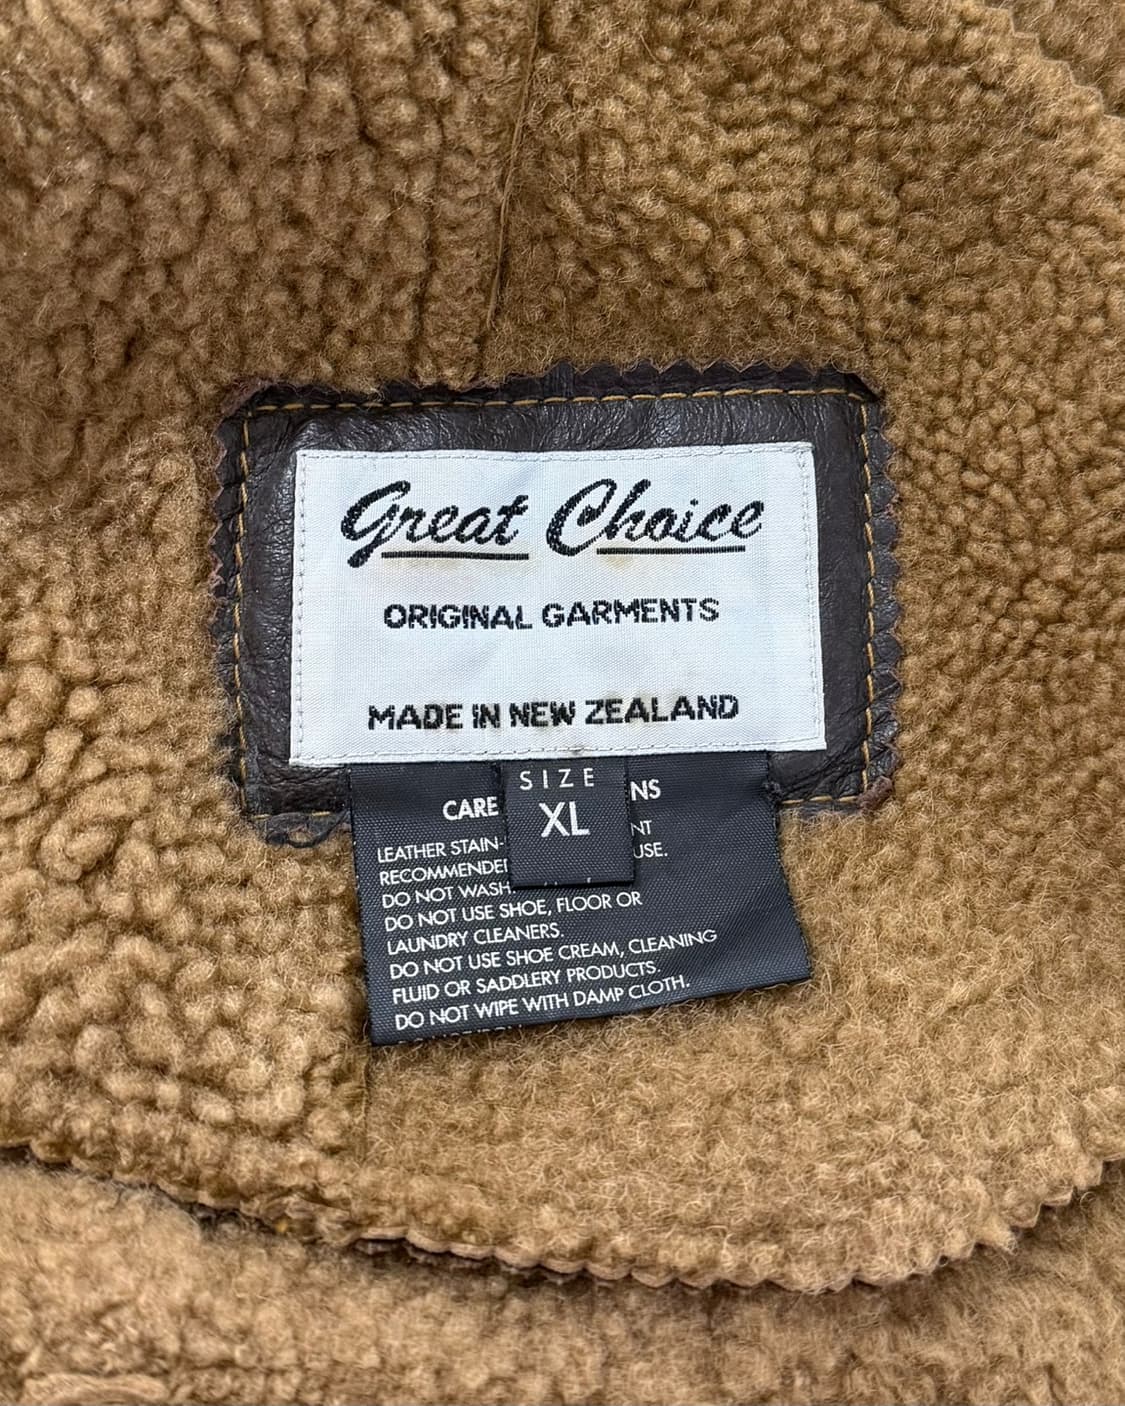 Great Choice
ORIGINAL GARMENTS
MADE IN NEW ZEALAND
SIZE
XL
CARE NS
LEATHER STAIN- NT
RECOMMENDE USE.
DO NOT WASH.
DO NOT USE SHOE, FLOOR OR
LAUNDRY CLEANERS.
DO NOT USE SHOE CREAM, CLEANING
FLUID OR SADDLERY PRODUCTS.
DO NOT WIPE WITH DAMP CLOTH.